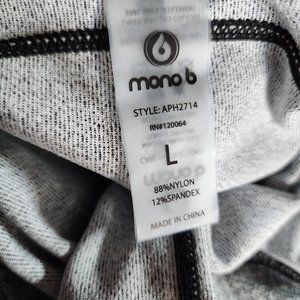 mono b
STYLE: APH2714
RN#120064
L
88%NYLON
12%SPANDEX
MADE IN CHINA